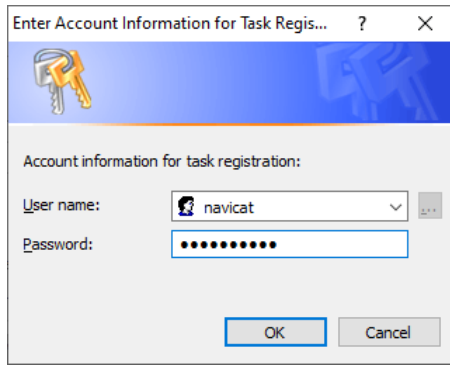 Enter Account Information for Task Regis... ? ×
Account information for task registration:
User name: navicat ...
Password: ●●●●●●●●●●
OK Cancel